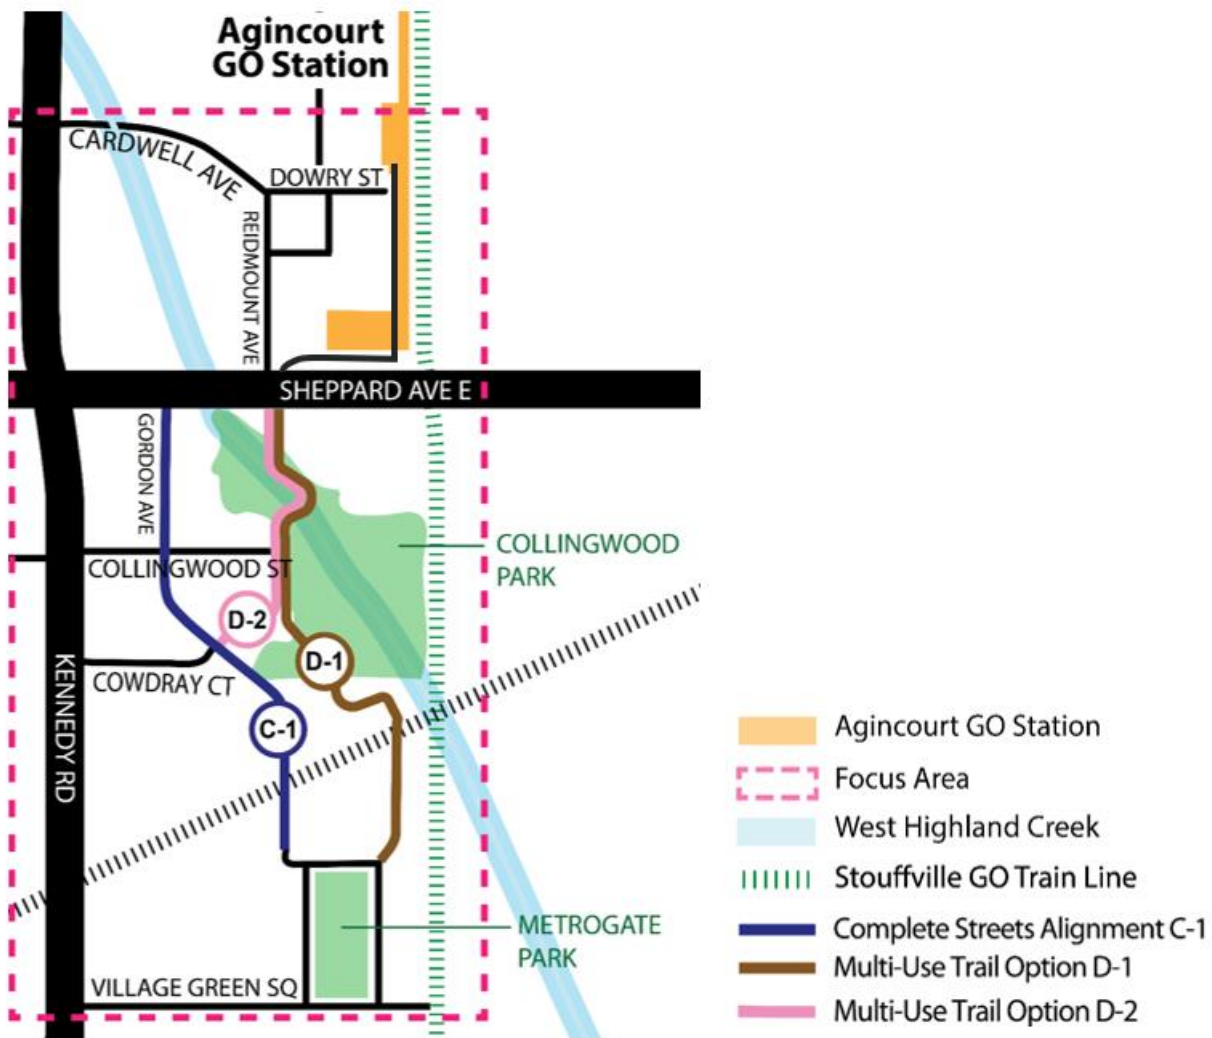 Agincourt
GO Station
CARDWELL AVE
DOWRY ST
REIDMOUNT AVE
SHEPPARD AVE E
GORDON AVE
COLLINGWOOD ST
COLLINGWOOD
PARK
D-2
D-1
COWDRAY CT
KENNEDY RD
C-1
METROGATE
PARK
VILLAGE GREEN SQ
Agincourt GO Station
Focus Area
West Highland Creek
Stouffville GO Train Line
Complete Streets Alignment C-1
Multi-Use Trail Option D-1
Multi-Use Trail Option D-2